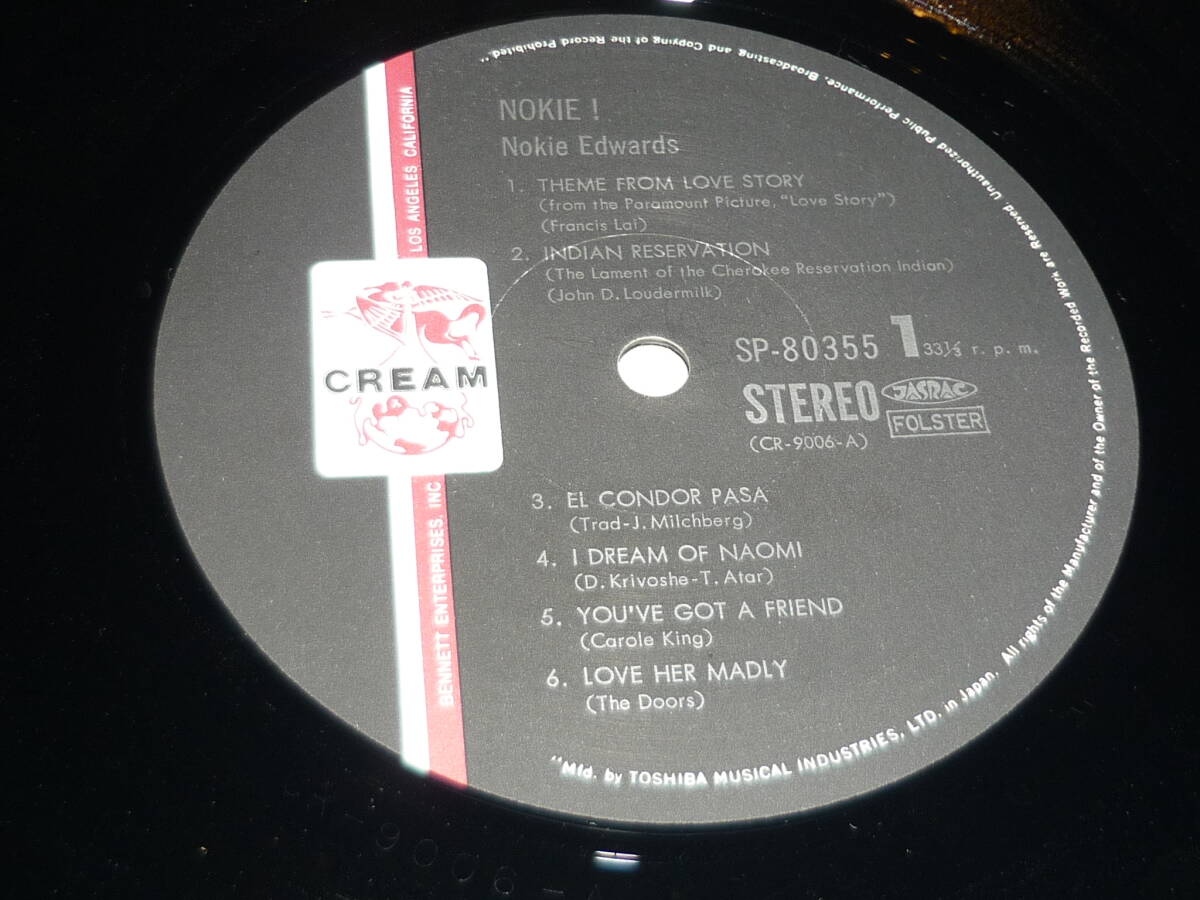 NOKIE !
Nokie Edwards
1. THEME FROM LOVE STORY
(from the Paramount Picture, "Love Story")
(Francis Lai)
2. INDIAN RESERVATION
(The Lament of the Cherokee Reservation Indian)
(John D. Loudermilk)
SP-80355 1 33⅓ r. p. m.
STEREO JASRAC
FOLSTER
(CR-9006-A)
3. EL CONDOR PASA
(Trad-J. Milchberg)
4. I DREAM OF NAOMI
(D. Krivoshe-T. Atar)
5. YOU'VE GOT A FRIEND
(Carole King)
6. LOVE HER MADLY
(The Doors)
CREAM
BENNETT ENTERPRISES. INC
LOS ANGELES CALIFORNIA
"Mfd. by TOSHIBA MUSICAL INDUSTRIES, LTD. in Japan. All rights of the Manufacturer and of the Owner of the Recorded Work are Reserved. Unauthorized Public Performance, Broadcasting and Copying of the Record Prohibited."